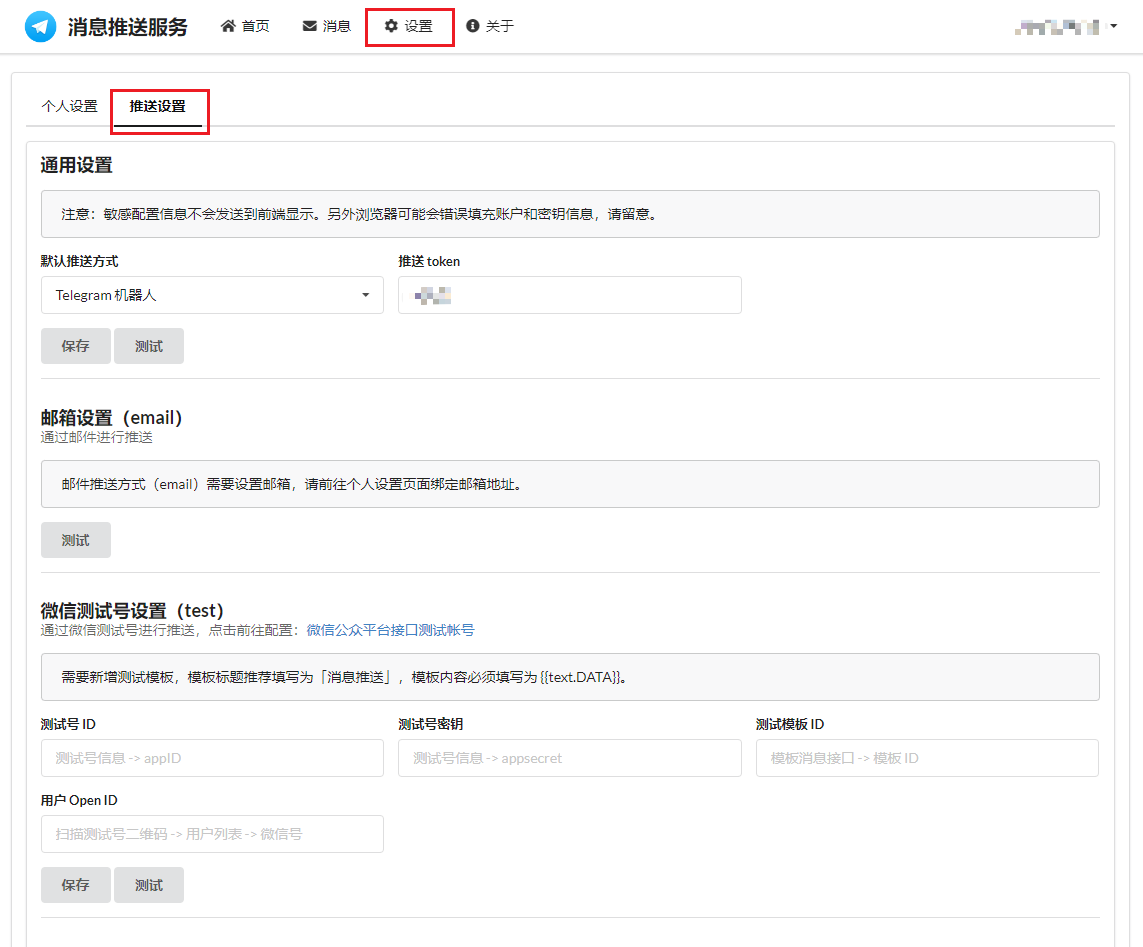 消息推送服务 首页 消息 设置 关于
个人设置 推送设置
通用设置
注意：敏感配置信息不会发送到前端显示。另外浏览器可能会错误填充账户和密钥信息，请留意。
默认推送方式 推送 token
Telegram 机器人
保存 测试
邮箱设置（email）
通过邮件进行推送
邮件推送方式（email）需要设置邮箱，请前往个人设置页面绑定邮箱地址。
测试
微信测试号设置（test）
通过微信测试号进行推送，点击前往配置：微信公众平台接口测试帐号
需要新增测试模板，模板标题推荐填写为「消息推送」，模板内容必须填写为 {{text.DATA}}。
测试号 ID 测试号密钥 测试模板 ID
测试号信息 -> appID 测试号信息 -> appsecret 模板消息接口 -> 模板 ID
用户 Open ID
扫描测试号二维码 -> 用户列表 -> 微信号
保存 测试